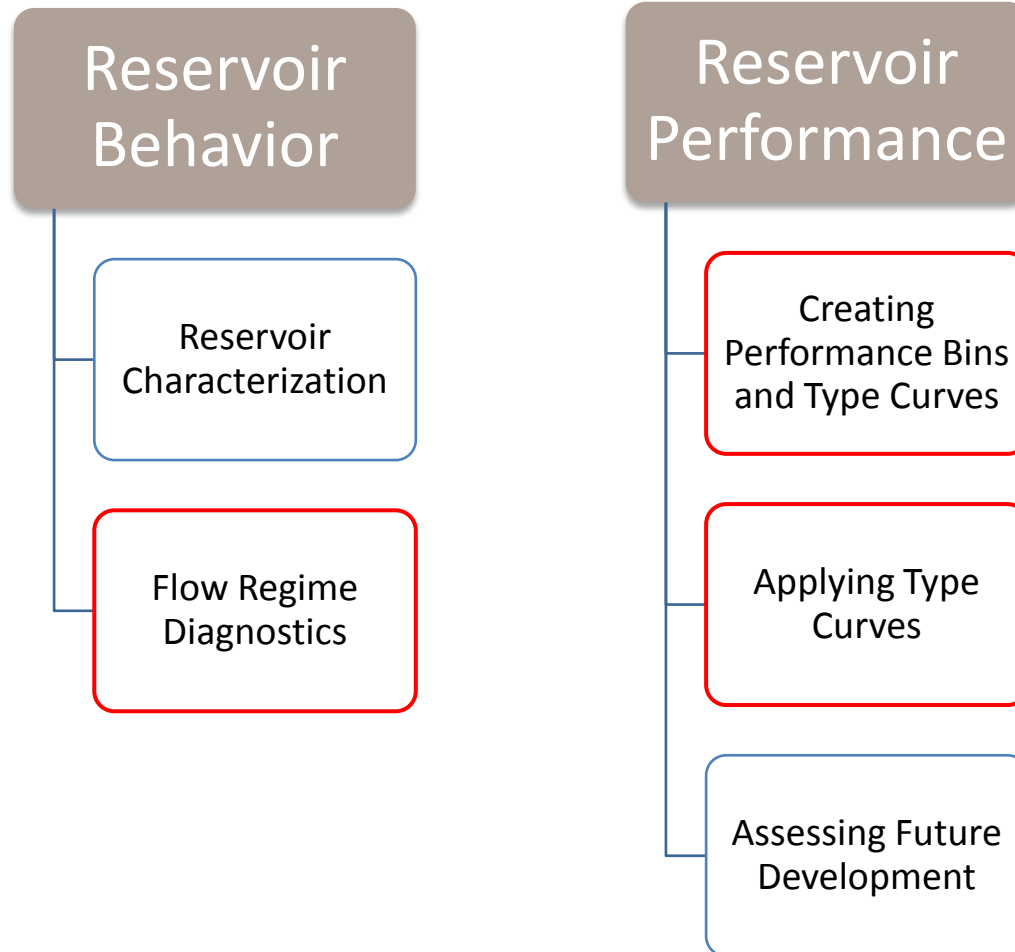 Reservoir
Behavior
Reservoir
Characterization
Flow Regime
Diagnostics
Reservoir
Performance
Creating
Performance Bins
and Type Curves
Applying Type
Curves
Assessing Future
Development